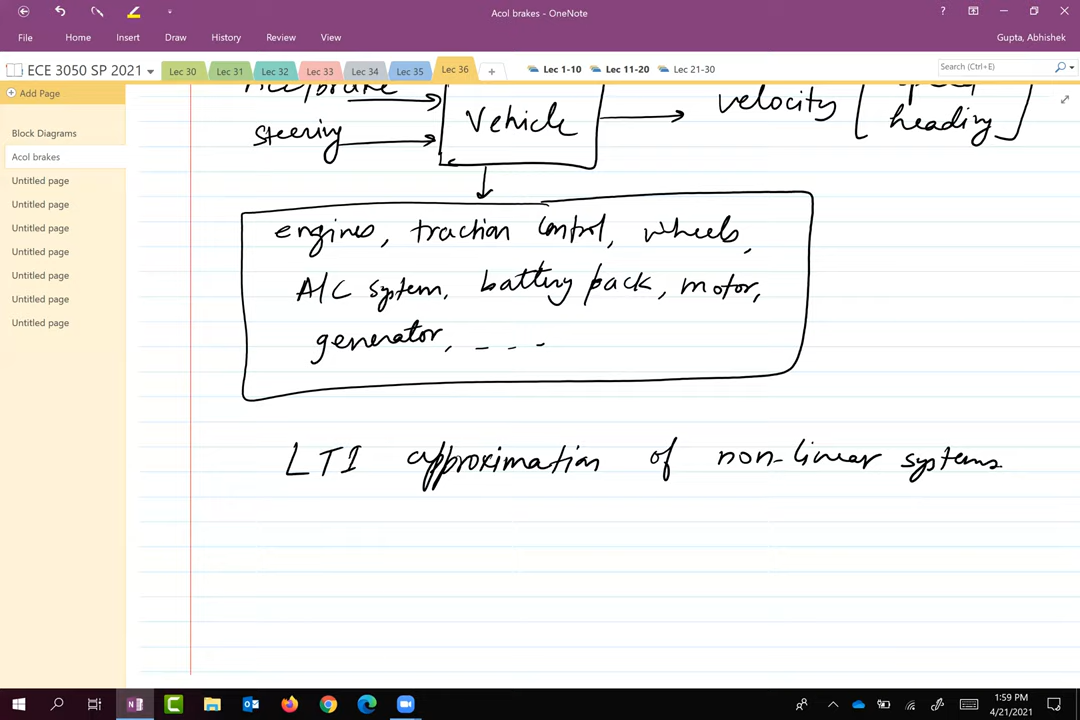 Acol brakes - OneNote
?
File Home Insert Draw History Review View
Gupta, Abhishek
ECE 3050 SP 2021
Lec 30 Lec 31 Lec 32 Lec 33 Lec 34 Lec 35 Lec 36 + Lec 1-10 Lec 11-20 Lec 21-30
Search (Ctrl+E)
Add Page
Block Diagrams
Acol brakes
Untitled page
Untitled page
Untitled page
Untitled page
Untitled page
Untitled page
Untitled page
steering
Vehicle
velocity
heading
engines, traction control, wheels,
A/C system, battery pack, motor,
generator, _ _ _ .
LTI approximation of non-linear systems
1:59 PM
4/21/2021